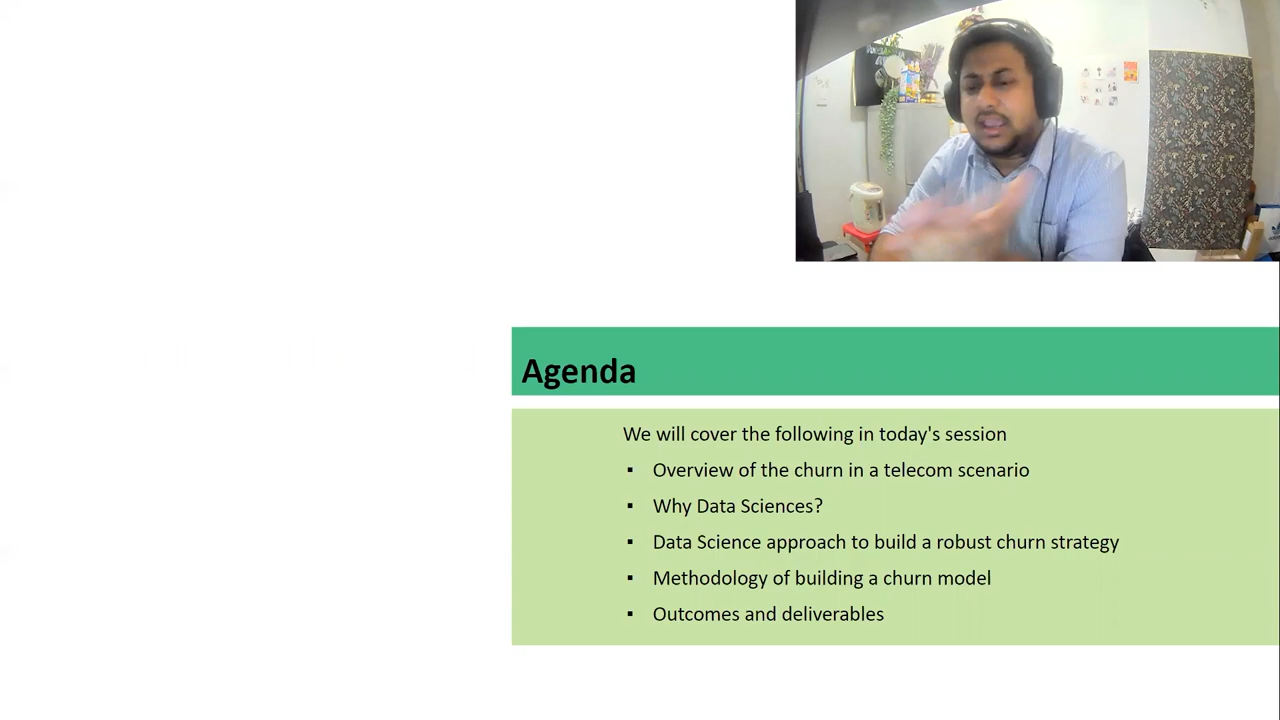 Agenda
We will cover the following in today's session
▪ Overview of the churn in a telecom scenario
▪ Why Data Sciences?
▪ Data Science approach to build a robust churn strategy
▪ Methodology of building a churn model
▪ Outcomes and deliverables